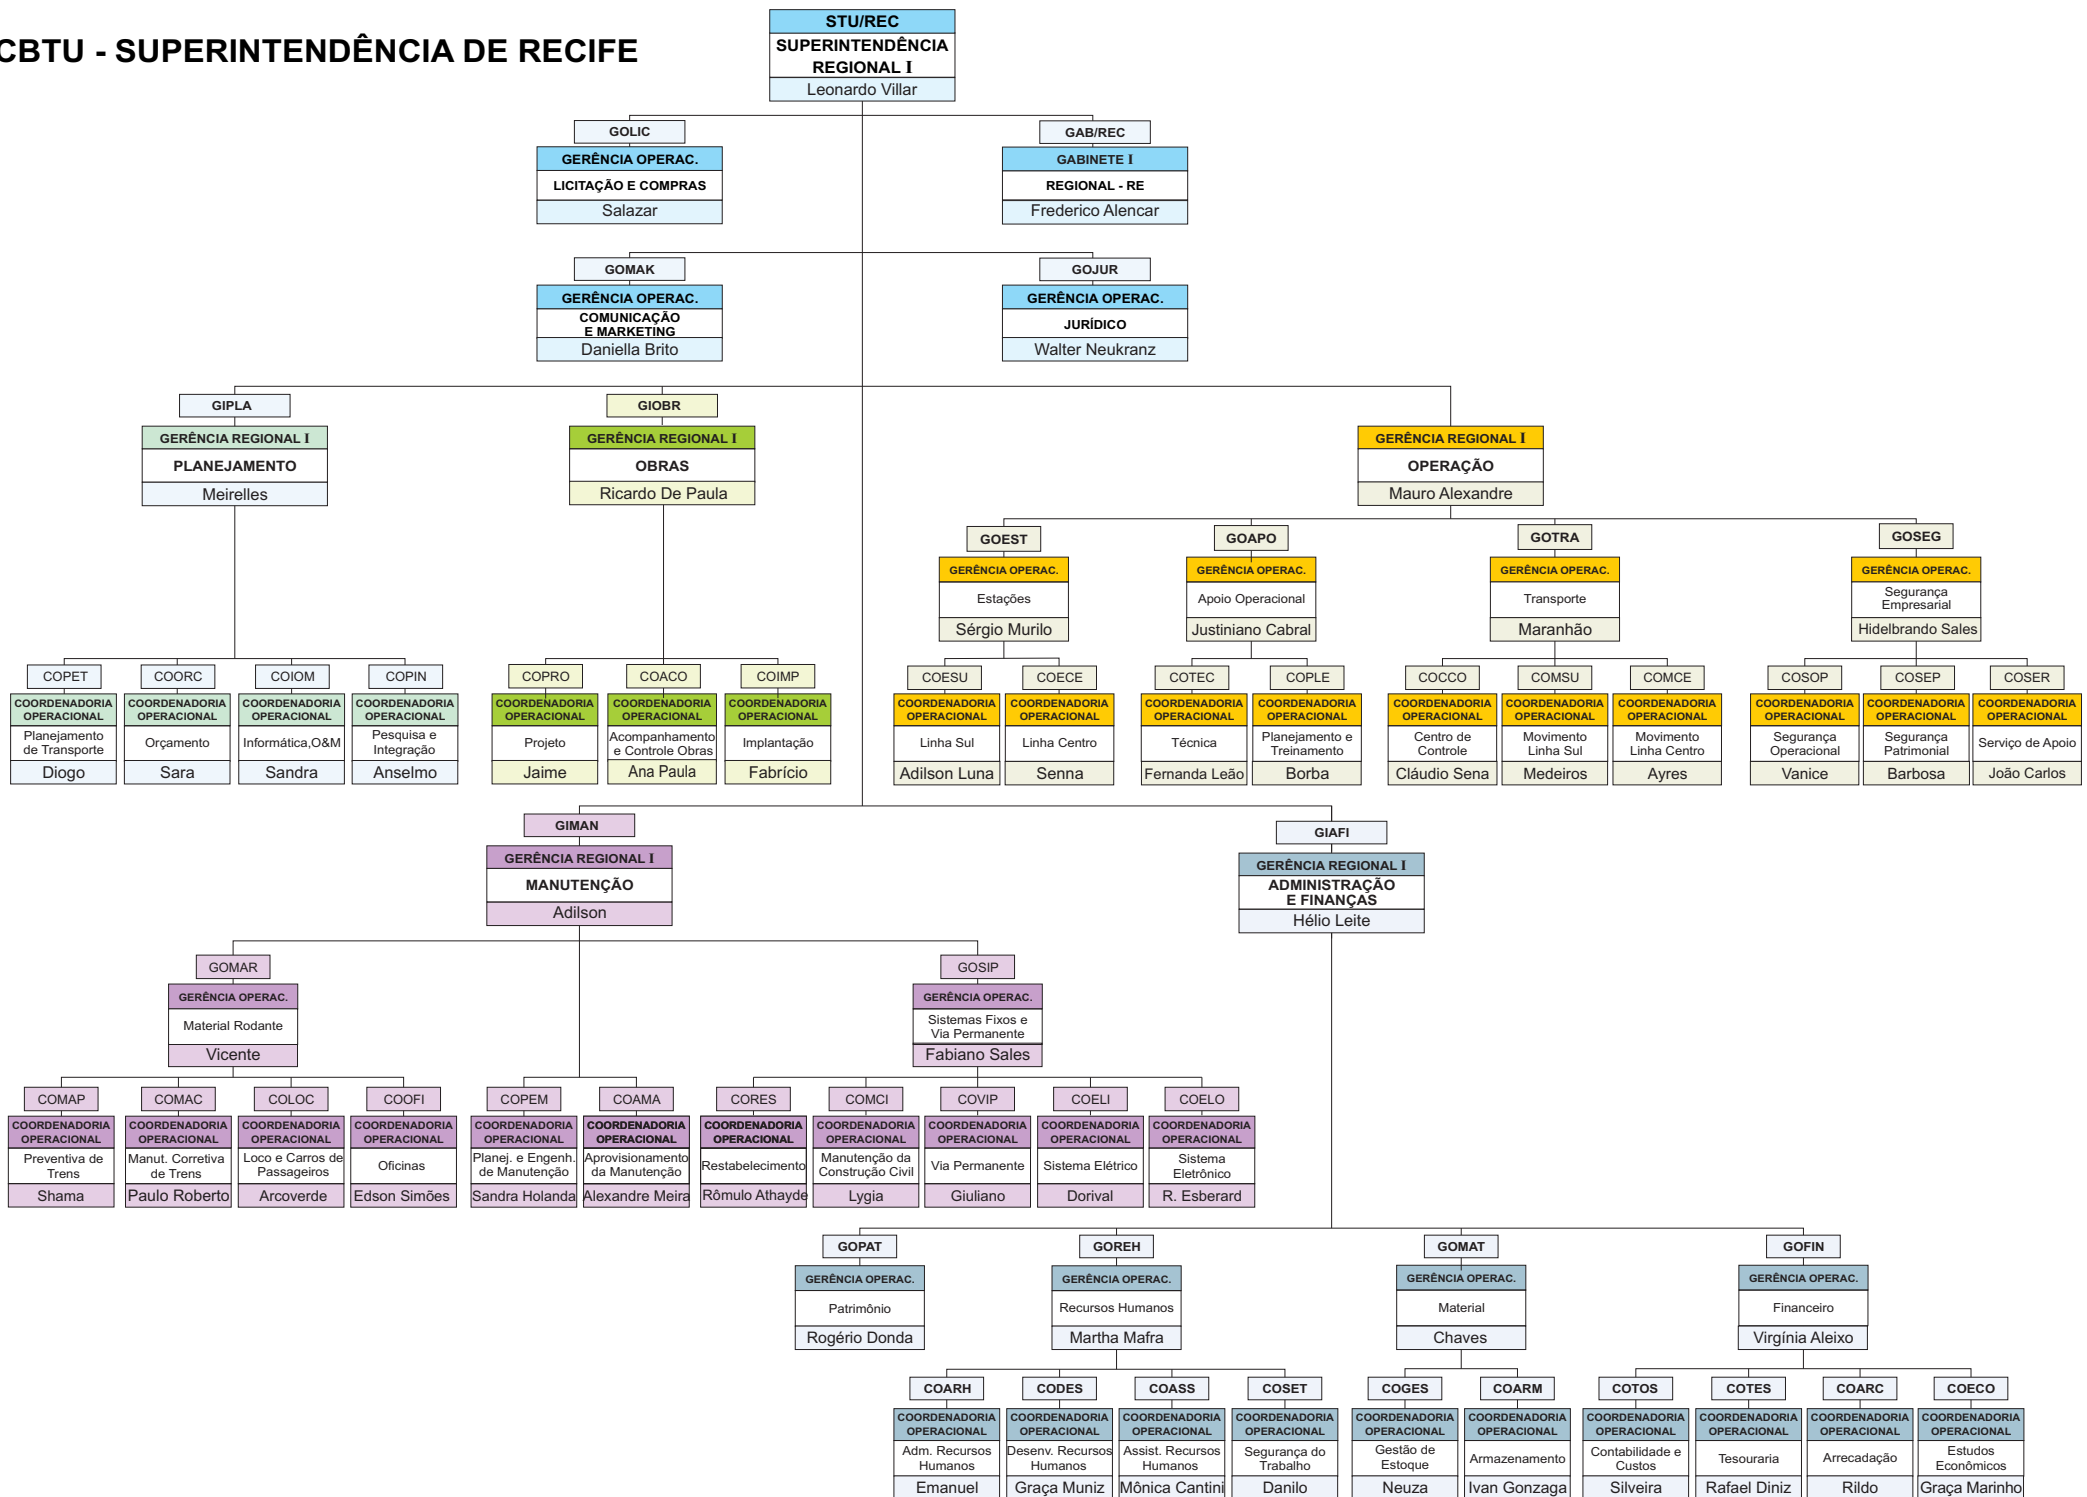 CBTU - SUPERINTENDÊNCIA DE RECIFE
STU/REC
SUPERINTENDÊNCIA
REGIONAL I
Leonardo Villar
GOLIC
GERÊNCIA OPERAC.
LICITAÇÃO E COMPRAS
Salazar
GAB/REC
GABINETE I
REGIONAL - RE
Frederico Alencar
GOMAK
GERÊNCIA OPERAC.
COMUNICAÇÃO
E MARKETING
Daniella Brito
GOJUR
GERÊNCIA OPERAC.
JURÍDICO
Walter Neukranz
GIPLA
GERÊNCIA REGIONAL I
PLANEJAMENTO
Meirelles
GIOBR
GERÊNCIA REGIONAL I
OBRAS
Ricardo De Paula
GERÊNCIA REGIONAL I
OPERAÇÃO
Mauro Alexandre
GOEST
GERÊNCIA OPERAC.
Estações
Sérgio Murilo
GOAPO
GERÊNCIA OPERAC.
Apoio Operacional
Justiniano Cabral
GOTRA
GERÊNCIA OPERAC.
Transporte
Maranhão
GOSEG
GERÊNCIA OPERAC.
Segurança
Empresarial
Hidelbrando Sales
COPET
COORDENADORIA
OPERACIONAL
Planejamento
de Transporte
Diogo
COORC
COORDENADORIA
OPERACIONAL
Orçamento
Sara
COIOM
COORDENADORIA
OPERACIONAL
Informática,O&M
Sandra
COPIN
COORDENADORIA
OPERACIONAL
Pesquisa e
Integração
Anselmo
COPRO
COORDENADORIA
OPERACIONAL
Projeto
Jaime
COACO
COORDENADORIA
OPERACIONAL
Acompanhamento
e Controle Obras
Ana Paula
COIMP
COORDENADORIA
OPERACIONAL
Implantação
Fabrício
COESU
COORDENADORIA
OPERACIONAL
Linha Sul
Adilson Luna
COECE
COORDENADORIA
OPERACIONAL
Linha Centro
Senna
COTEC
COORDENADORIA
OPERACIONAL
Técnica
Fernanda Leão
COPLE
COORDENADORIA
OPERACIONAL
Planejamento e
Treinamento
Borba
COCCO
COORDENADORIA
OPERACIONAL
Centro de
Controle
Cláudio Sena
COMSU
COORDENADORIA
OPERACIONAL
Movimento
Linha Sul
Medeiros
COMCE
COORDENADORIA
OPERACIONAL
Movimento
Linha Centro
Ayres
COSOP
COORDENADORIA
OPERACIONAL
Segurança
Operacional
Vanice
COSEP
COORDENADORIA
OPERACIONAL
Segurança
Patrimonial
Barbosa
COSER
COORDENADORIA
OPERACIONAL
Serviço de Apoio
João Carlos
GIMAN
GERÊNCIA REGIONAL I
MANUTENÇÃO
Adilson
GIAFI
GERÊNCIA REGIONAL I
ADMINISTRAÇÃO
E FINANÇAS
Hélio Leite
GOMAR
GERÊNCIA OPERAC.
Material Rodante
Vicente
GOSIP
GERÊNCIA OPERAC.
Sistemas Fixos e
Via Permanente
Fabiano Sales
COMAP
COORDENADORIA
OPERACIONAL
Preventiva de
Trens
Shama
COMAC
COORDENADORIA
OPERACIONAL
Manut. Corretiva
de Trens
Paulo Roberto
COLOC
COORDENADORIA
OPERACIONAL
Loco e Carros de
Passageiros
Arcoverde
COOFI
COORDENADORIA
OPERACIONAL
Oficinas
Edson Simões
COPEM
COORDENADORIA
OPERACIONAL
Planej. e Engenh.
de Manutenção
Sandra Holanda
COAMA
COORDENADORIA
OPERACIONAL
Aprovisionamento
da Manutenção
Alexandre Meira
CORES
COORDENADORIA
OPERACIONAL
Restabelecimento
Rômulo Athayde
COMCI
COORDENADORIA
OPERACIONAL
Manutenção da
Construção Civil
Lygia
COVIP
COORDENADORIA
OPERACIONAL
Via Permanente
Giuliano
COELI
COORDENADORIA
OPERACIONAL
Sistema Elétrico
Dorival
COELO
COORDENADORIA
OPERACIONAL
Sistema
Eletrônico
R. Esberard
GOPAT
GERÊNCIA OPERAC.
Patrimônio
Rogério Donda
GOREH
GERÊNCIA OPERAC.
Recursos Humanos
Martha Mafra
GOMAT
GERÊNCIA OPERAC.
Material
Chaves
GOFIN
GERÊNCIA OPERAC.
Financeiro
Virgínia Aleixo
COARH
COORDENADORIA
OPERACIONAL
Adm. Recursos
Humanos
Emanuel
CODES
COORDENADORIA
OPERACIONAL
Desenv. Recursos
Humanos
Graça Muniz
COASS
COORDENADORIA
OPERACIONAL
Assist. Recursos
Humanos
Mônica Cantini
COSET
COORDENADORIA
OPERACIONAL
Segurança do
Trabalho
Danilo
COGES
COORDENADORIA
OPERACIONAL
Gestão de
Estoque
Neuza
COARM
COORDENADORIA
OPERACIONAL
Armazenamento
Ivan Gonzaga
COTOS
COORDENADORIA
OPERACIONAL
Contabilidade e
Custos
Silveira
COTES
COORDENADORIA
OPERACIONAL
Tesouraria
Rafael Diniz
COARC
COORDENADORIA
OPERACIONAL
Arrecadação
Rildo
COECO
COORDENADORIA
OPERACIONAL
Estudos
Econômicos
Graça Marinho